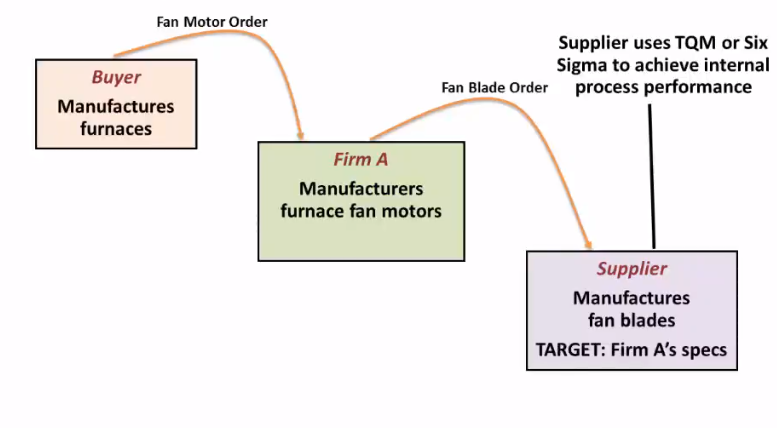 Fan Motor Order
Buyer
Manufactures
furnaces
Supplier uses TQM or Six
Sigma to achieve internal
process performance
Fan Blade Order
Firm A
Manufacturers
furnace fan motors
Supplier
Manufactures
fan blades
TARGET: Firm A's specs